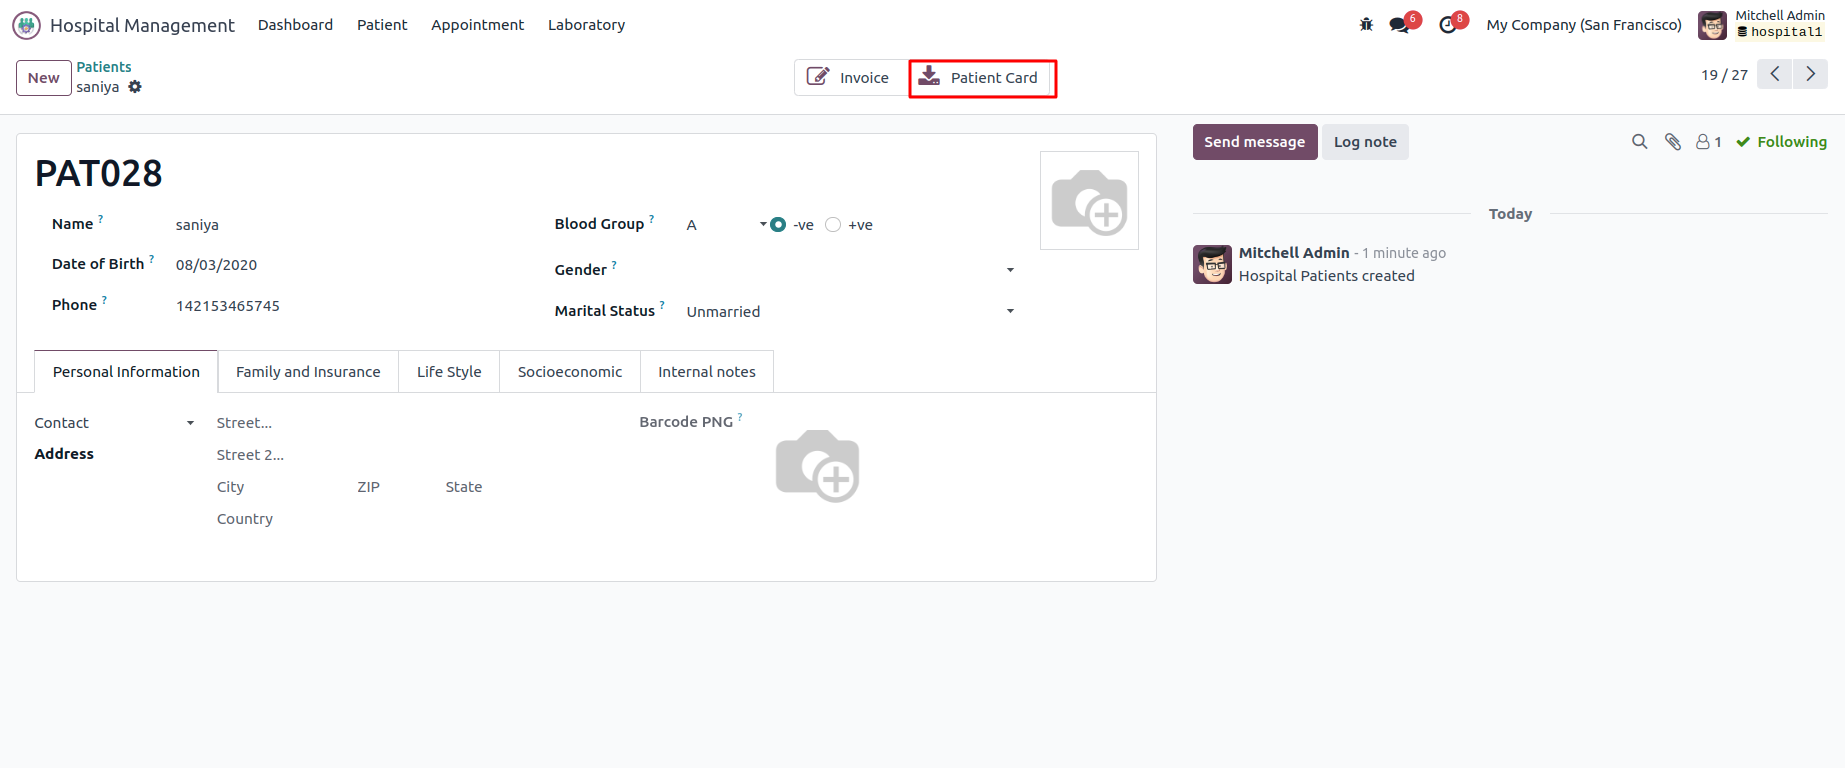 Hospital Management Dashboard Patient Appointment Laboratory 6 8 My Company (San Francisco) Mitchell Admin
hospital1
New Patients
saniya
Invoice Patient Card 19 / 27
Send message Log note 1 Following
PAT028
Name ? saniya
Date of Birth ? 08/03/2020
Phone ? 142153465745
Blood Group ? A -ve +ve
Gender ?
Marital Status ? Unmarried
Today
Mitchell Admin - 1 minute ago
Hospital Patients created
Personal Information Family and Insurance Life Style Socioeconomic Internal notes
Contact Street...
Address Street 2...
City ZIP State
Country
Barcode PNG ?